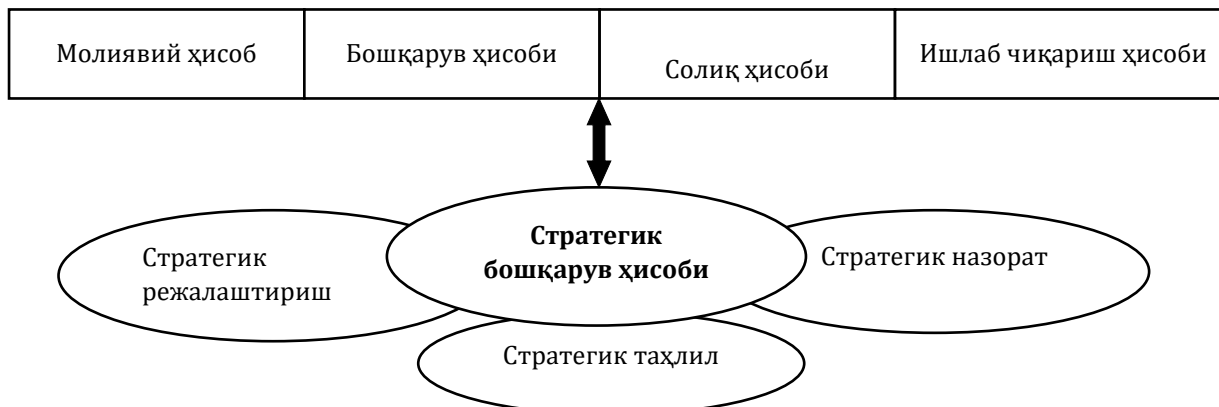 Молиявий ҳисоб
Бошқарув ҳисоби
Солиқ ҳисоби
Ишлаб чиқариш ҳисоби
Стратегик
бошқарув ҳисоби
Стратегик
режалаштириш
Стратегик назорат
Стратегик таҳлил